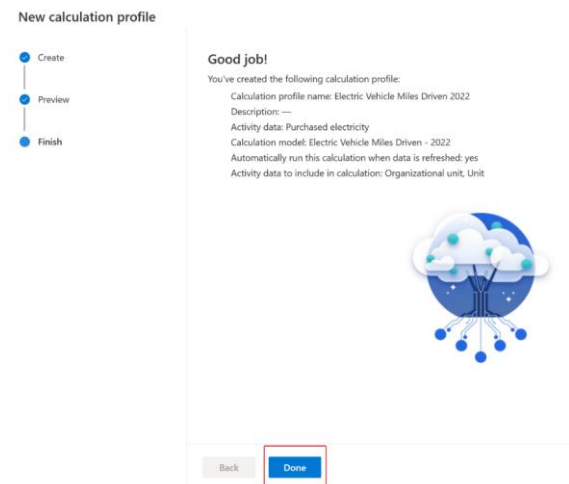 New calculation profile
Create
Preview
Finish
Good job!
You've created the following calculation profile:
Calculation profile name: Electric Vehicle Miles Driven 2022
Description: —
Activity data: Purchased electricity
Calculation model: Electric Vehicle Miles Driven - 2022
Automatically run this calculation when data is refreshed: yes
Activity data to include in calculation: Organizational unit, Unit
Back
Done